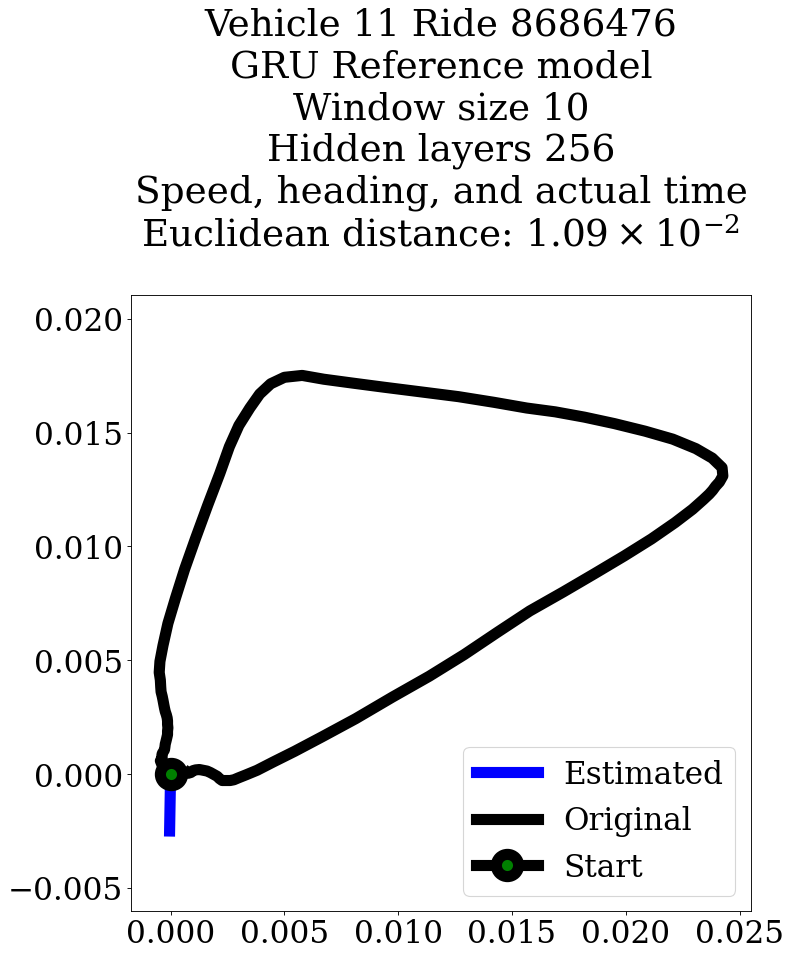 Vehicle 11 Ride 8686476
GRU Reference model
Window size 10
Hidden layers 256
Speed, heading, and actual time
Euclidean distance: 1.09 × 10⁻²
0.020
0.015
0.010
0.005
0.000
−0.005
Estimated
Original
Start
0.000 0.005 0.010 0.015 0.020 0.025